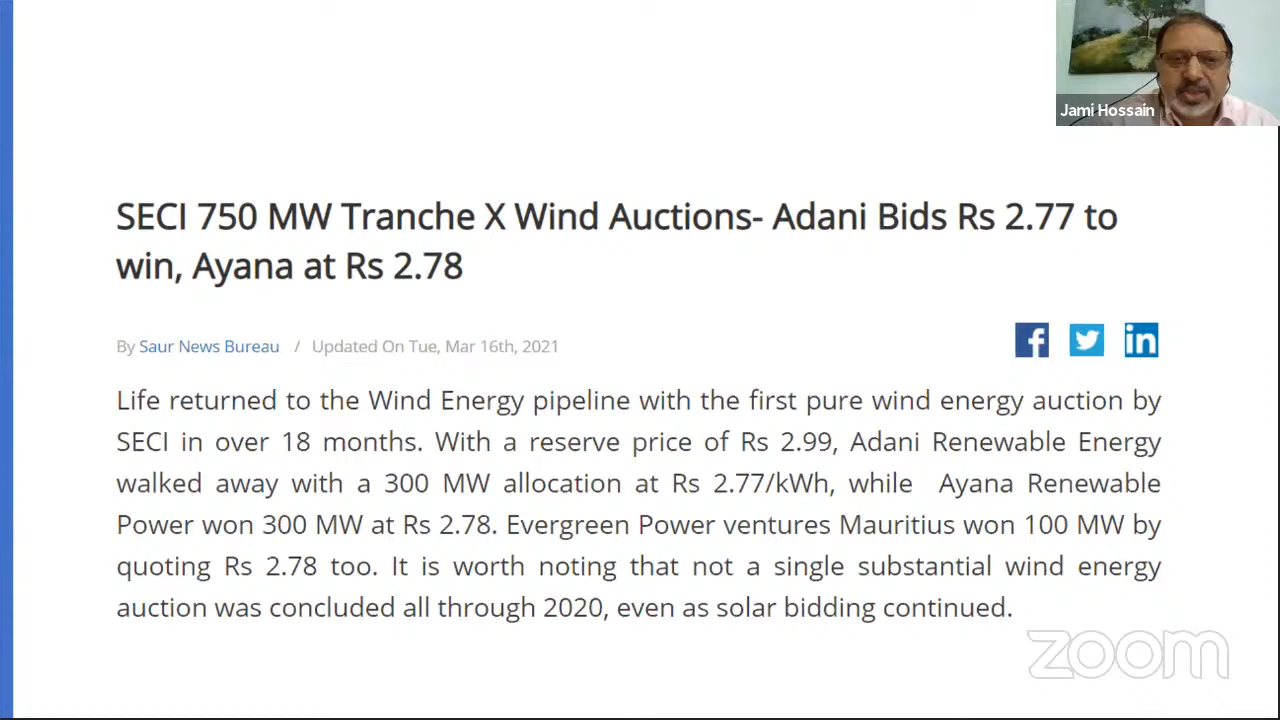 Jami Hossain
SECI 750 MW Tranche X Wind Auctions- Adani Bids Rs 2.77 to
win, Ayana at Rs 2.78
By Saur News Bureau / Updated On Tue, Mar 16th, 2021
Life returned to the Wind Energy pipeline with the first pure wind energy auction by
SECI in over 18 months. With a reserve price of Rs 2.99, Adani Renewable Energy
walked away with a 300 MW allocation at Rs 2.77/kWh, while Ayana Renewable
Power won 300 MW at Rs 2.78. Evergreen Power ventures Mauritius won 100 MW by
quoting Rs 2.78 too. It is worth noting that not a single substantial wind energy
auction was concluded all through 2020, even as solar bidding continued.
zoom